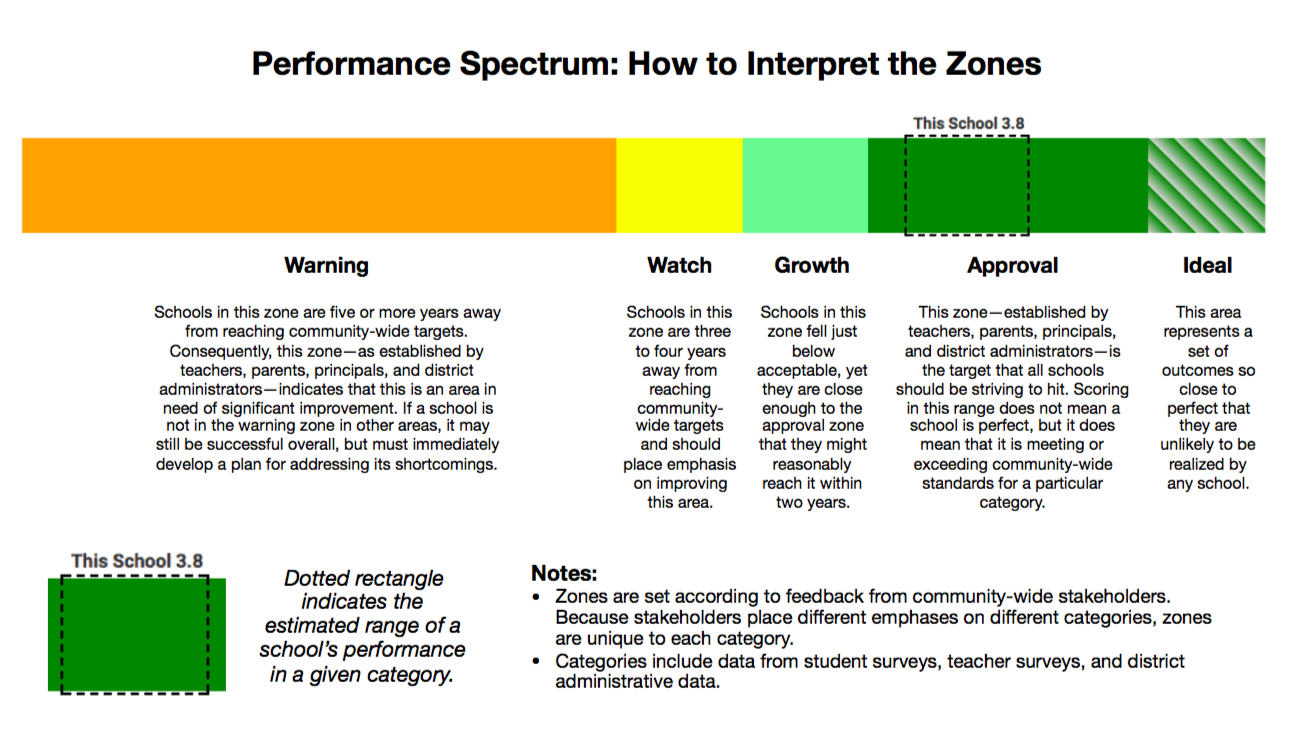 Performance Spectrum: How to Interpret the Zones
This School 3.8
Warning
Schools in this zone are five or more years away
from reaching community-wide targets.
Consequently, this zone—as established by
teachers, parents, principals, and district
administrators—indicates that this is an area in
need of significant improvement. If a school is
not in the warning zone in other areas, it may
still be successful overall, but must immediately
develop a plan for addressing its shortcomings.
Watch
Schools in this
zone are three
to four years
away from
reaching
community-
wide targets
and should
place emphasis
on improving
this area.
Growth
Schools in this
zone fell just
below
acceptable, yet
they are close
enough to the
approval zone
that they might
reasonably
reach it within
two years.
Approval
This zone—established by
teachers, parents, principals,
and district administrators—is
the target that all schools
should be striving to hit. Scoring
in this range does not mean a
school is perfect, but it does
mean that it is meeting or
exceeding community-wide
standards for a particular
category.
Ideal
This area
represents a
set of
outcomes so
close to
perfect that
they are
unlikely to be
realized by
any school.
This School 3.8
Dotted rectangle
indicates the
estimated range of a
school's performance
in a given category.
Notes:
• Zones are set according to feedback from community-wide stakeholders.
Because stakeholders place different emphases on different categories, zones
are unique to each category.
• Categories include data from student surveys, teacher surveys, and district
administrative data.